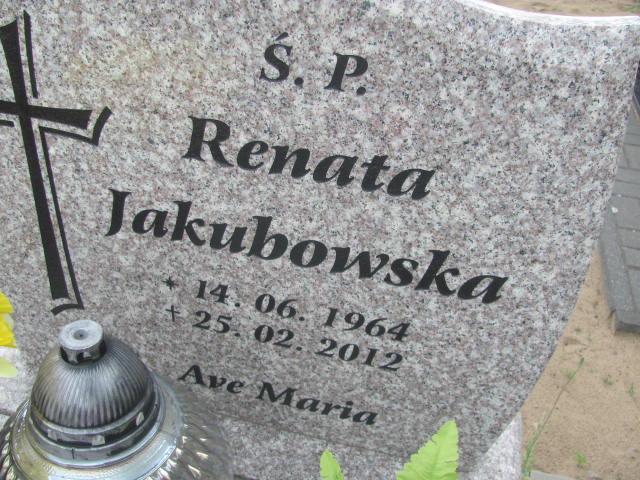 Ś. P.
Renata
Jakubowska
* 14. 06. 1964
+ 25. 02. 2012
Ave Maria